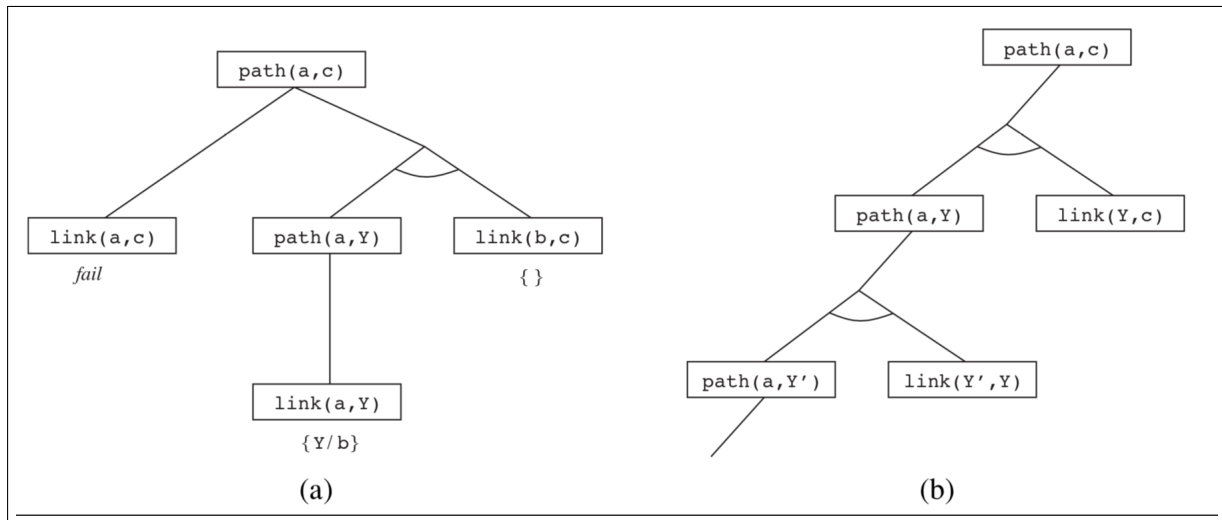 path(a,c)
link(a,c)
path(a,Y)
link(b,c)
fail
{ }
link(a,Y)
{Y/b}
(a)
path(a,c)
path(a,Y)
link(Y,c)
path(a,Y’)
link(Y’,Y)
(b)